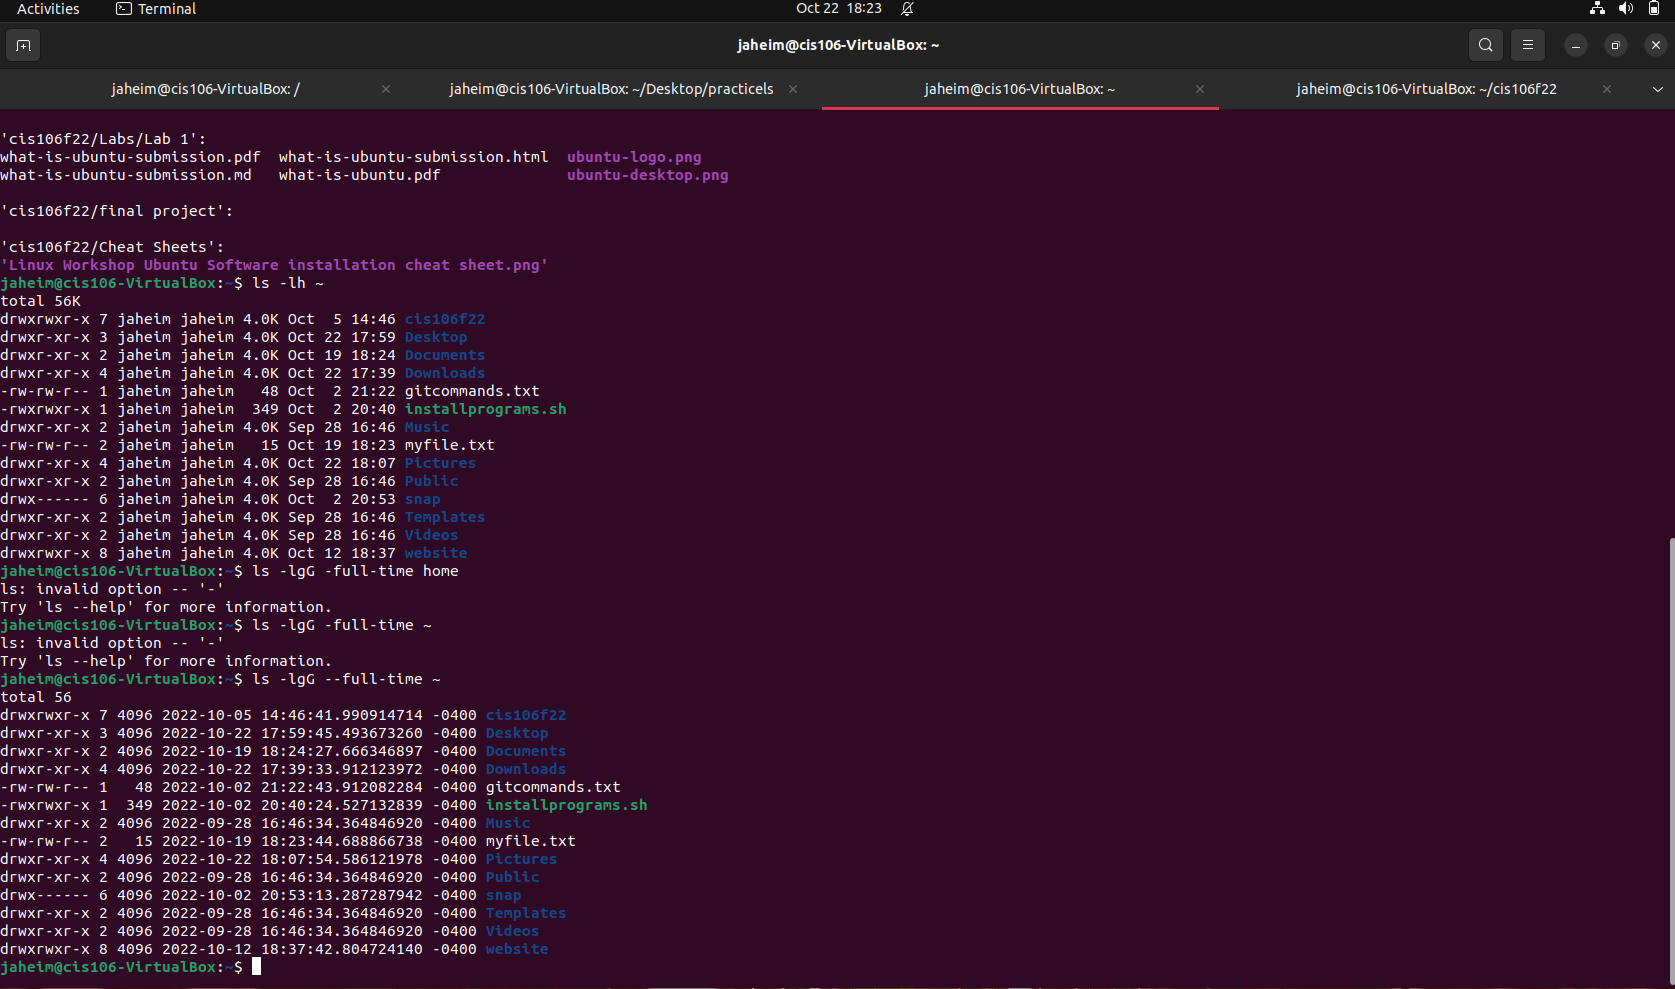 Activities Terminal Oct 22 18:23
jaheim@cis106-VirtualBox: ~
jaheim@cis106-VirtualBox: / jaheim@cis106-VirtualBox: ~/Desktop/practicels jaheim@cis106-VirtualBox: ~ jaheim@cis106-VirtualBox: ~/cis106f22
'cis106f22/Labs/Lab 1':
what-is-ubuntu-submission.pdf  what-is-ubuntu-submission.html  ubuntu-logo.png
what-is-ubuntu-submission.md   what-is-ubuntu.pdf              ubuntu-desktop.png
'cis106f22/final project':
'cis106f22/Cheat Sheets':
'Linux Workshop Ubuntu Software installation cheat sheet.png'
jaheim@cis106-VirtualBox:~$ ls -lh ~
total 56K
drwxrwxr-x 7 jaheim jaheim 4.0K Oct  5 14:46 cis106f22
drwxr-xr-x 3 jaheim jaheim 4.0K Oct 22 17:59 Desktop
drwxr-xr-x 2 jaheim jaheim 4.0K Oct 19 18:24 Documents
drwxr-xr-x 4 jaheim jaheim 4.0K Oct 22 17:39 Downloads
-rw-rw-r-- 1 jaheim jaheim   48 Oct  2 21:22 gitcommands.txt
-rwxrwxr-x 1 jaheim jaheim  349 Oct  2 20:40 installprograms.sh
drwxr-xr-x 2 jaheim jaheim 4.0K Sep 28 16:46 Music
-rw-rw-r-- 2 jaheim jaheim   15 Oct 19 18:23 myfile.txt
drwxr-xr-x 4 jaheim jaheim 4.0K Oct 22 18:07 Pictures
drwxr-xr-x 2 jaheim jaheim 4.0K Sep 28 16:46 Public
drwx------ 6 jaheim jaheim 4.0K Oct  2 20:53 snap
drwxr-xr-x 2 jaheim jaheim 4.0K Sep 28 16:46 Templates
drwxr-xr-x 2 jaheim jaheim 4.0K Sep 28 16:46 Videos
drwxrwxr-x 8 jaheim jaheim 4.0K Oct 12 18:37 website
jaheim@cis106-VirtualBox:~$ ls -lgG -full-time home
ls: invalid option -- '-'
Try 'ls --help' for more information.
jaheim@cis106-VirtualBox:~$ ls -lgG -full-time ~
ls: invalid option -- '-'
Try 'ls --help' for more information.
jaheim@cis106-VirtualBox:~$ ls -lgG --full-time ~
total 56
drwxrwxr-x 7 4096 2022-10-05 14:46:41.990914714 -0400 cis106f22
drwxr-xr-x 3 4096 2022-10-22 17:59:45.493673260 -0400 Desktop
drwxr-xr-x 2 4096 2022-10-19 18:24:27.666346897 -0400 Documents
drwxr-xr-x 4 4096 2022-10-22 17:39:33.912123972 -0400 Downloads
-rw-rw-r-- 1   48 2022-10-02 21:22:43.912082284 -0400 gitcommands.txt
-rwxrwxr-x 1  349 2022-10-02 20:40:24.527132839 -0400 installprograms.sh
drwxr-xr-x 2 4096 2022-09-28 16:46:34.364846920 -0400 Music
-rw-rw-r-- 2   15 2022-10-19 18:23:44.688866738 -0400 myfile.txt
drwxr-xr-x 4 4096 2022-10-22 18:07:54.586121978 -0400 Pictures
drwxr-xr-x 2 4096 2022-09-28 16:46:34.364846920 -0400 Public
drwx------ 6 4096 2022-10-02 20:53:13.287287942 -0400 snap
drwxr-xr-x 2 4096 2022-09-28 16:46:34.364846920 -0400 Templates
drwxr-xr-x 2 4096 2022-09-28 16:46:34.364846920 -0400 Videos
drwxrwxr-x 8 4096 2022-10-12 18:37:42.804724140 -0400 website
jaheim@cis106-VirtualBox:~$